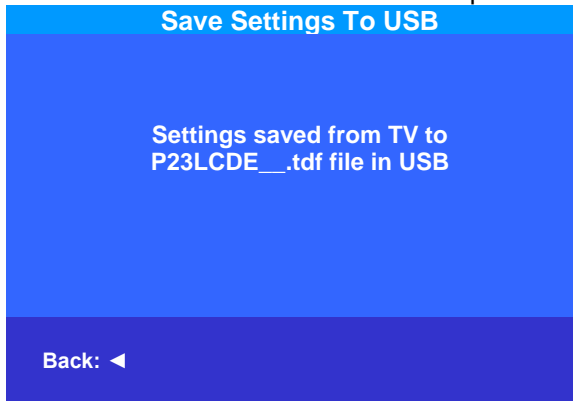 Save Settings To USB
Settings saved from TV to
P23LCDE__.tdf file in USB
Back: ◄